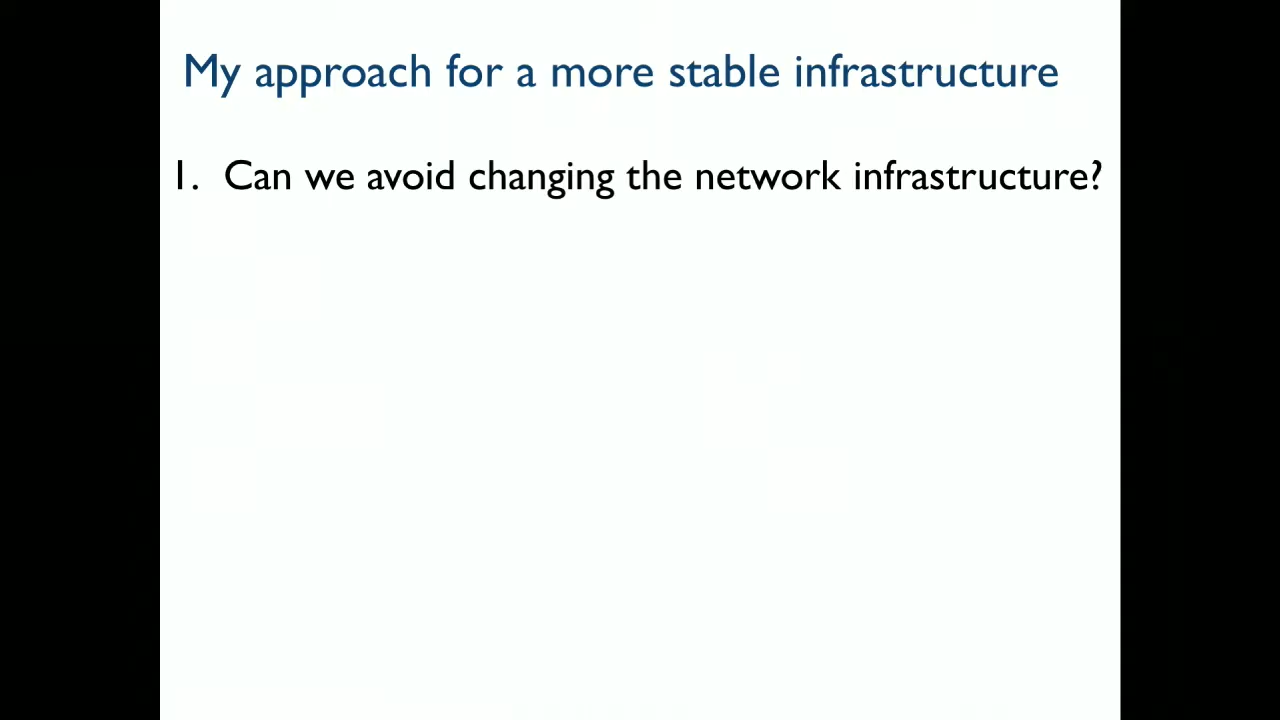 My approach for a more stable infrastructure
1. Can we avoid changing the network infrastructure?